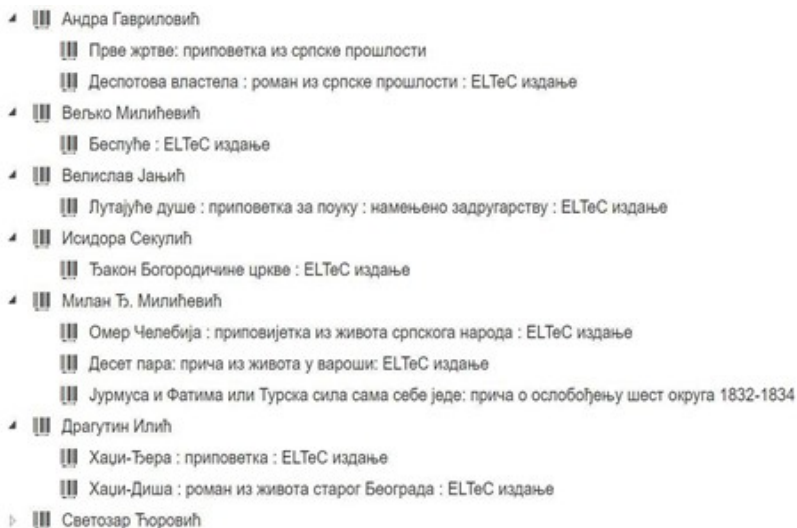 Андра Гавриловић
Прве жртве: приповетка из српске прошлости
Деспотова властела : роман из српске прошлости : ELTeC издање
Вељко Милићевић
Беспуће : ELTeC издање
Велислав Јањић
Лутајуће душе : приповетка за поуку : намењено задругарству : ELTeC издање
Исидора Секулић
Ђакон Богородичине цркве : ELTeC издање
Милан Ђ. Милићевић
Омер Челебија : приповијетка из живота српскога народа : ELTeC издање
Десет пара: прича из живота у вароши: ELTeC издање
Јурмуса и Фатима или Турска сила сама себе једе: прича о ослобођењу шест округа 1832-1834
Драгутин Илић
Хаџи-Ђера : приповетка : ELTeC издање
Хаџи-Диша : роман из живота старог Београда : ELTeC издање
Светозар Ћоровић